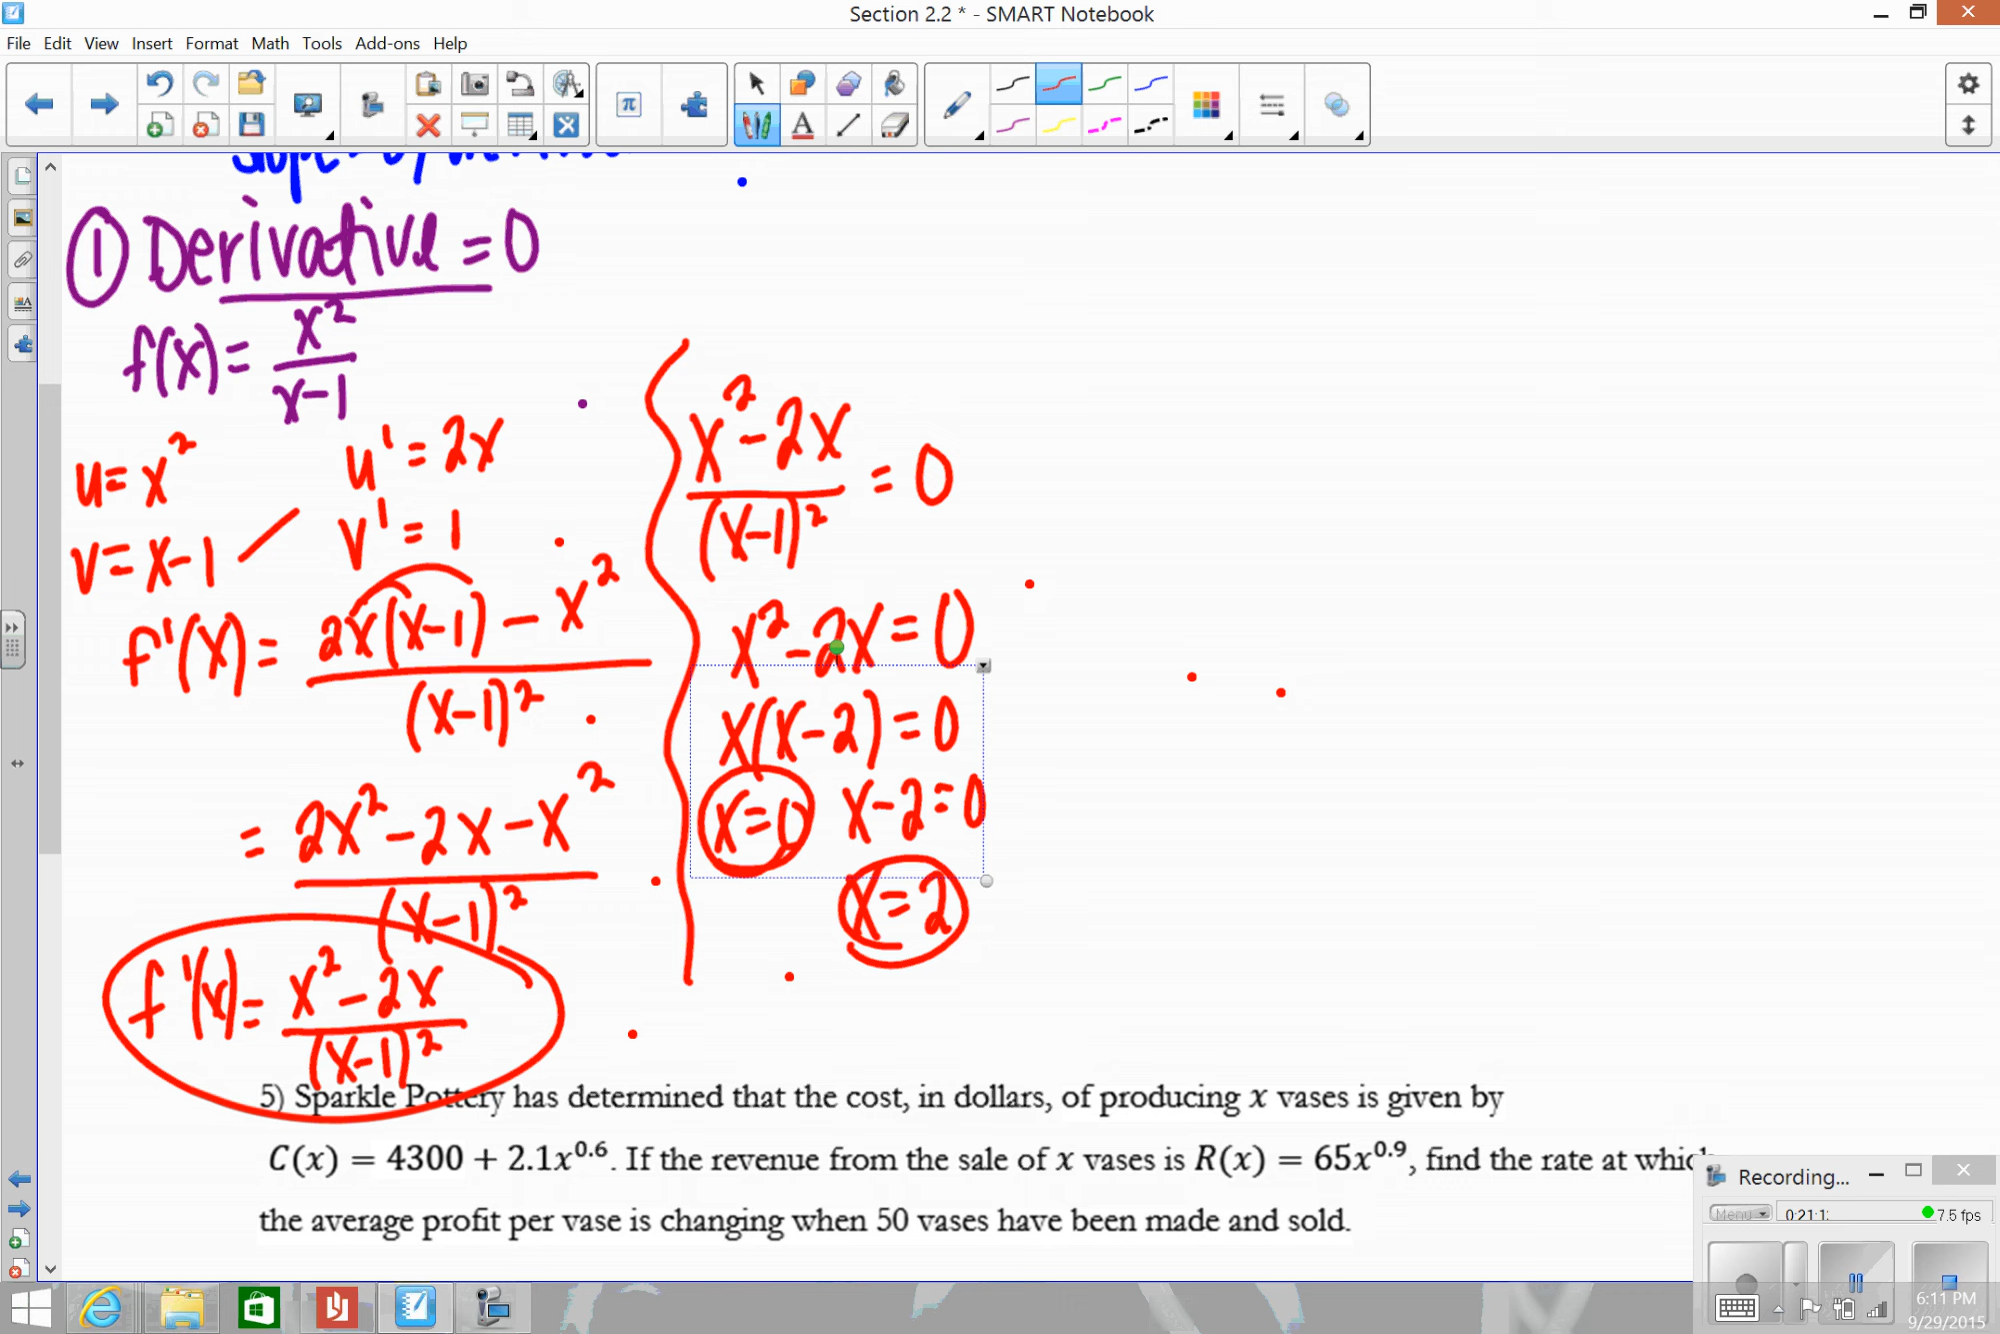 Section 2.2 * - SMART Notebook
File Edit View Insert Format Math Tools Add-ons Help
① Derivative = 0
f(x) = x²/(x-1)
u = x² u' = 2x
v = x-1 v' = 1
f'(x) = (2x(x-1) - x²)/(x-1)²
= (2x² - 2x - x²)/(x-1)²
f'(x) = (x² - 2x)/(x-1)²
(x² - 2x)/(x-1)² = 0
x² - 2x = 0
x(x-2) = 0
x = 0 x - 2 = 0
x = 2
5) Sparkle Pottery has determined that the cost, in dollars, of producing x vases is given by
C(x) = 4300 + 2.1x^0.6. If the revenue from the sale of x vases is R(x) = 65x^0.9, find the rate at which
the average profit per vase is changing when 50 vases have been made and sold.
Recording...
Menu 7.5 fps
6:11 PM
9/29/2015